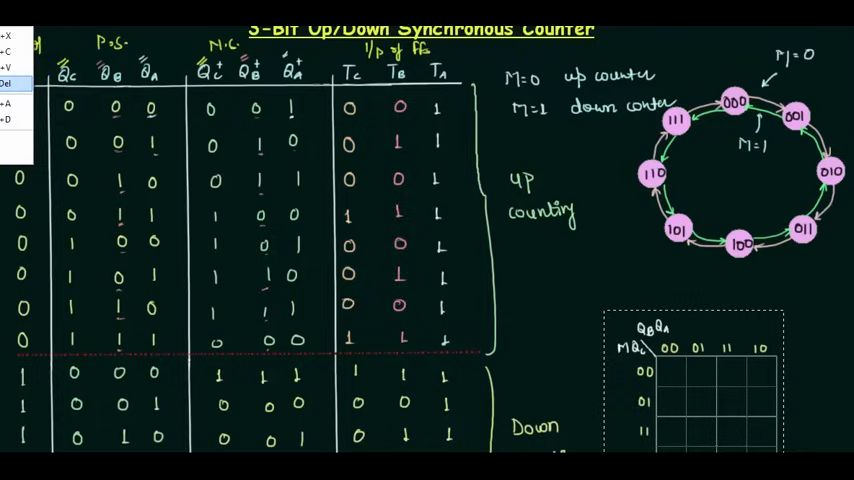 3-Bit Up/Down Synchronous Counter
P.S. N.C. I/P of ffs
QC QB QA QC+ QB+ QA+ TC TB TA
0 0 0 0 0 1 0 0 1
0 0 1 0 1 0 0 1 1
0 0 1 0 0 1 1 0 0 1
0 0 1 1 1 0 0 1 1 1
0 1 0 0 1 0 1 0 0 1
0 1 0 1 1 1 0 0 1 1
0 1 1 0 1 1 1 0 0 1
0 1 1 1 0 0 0 1 1 1
1 0 0 0 1 1 1 1 1 1
1 0 0 1 0 0 0 0 0 1
1 0 1 0 0 0 1 0 1 1
up
counting
Down
M=0 up counter
M=1 down conter
M=0
M=1
000
001
010
011
100
101
110
111
QBQA
MQC 00 01 11 10
00
01
11
+X
+C
+V
Del
+A
+D